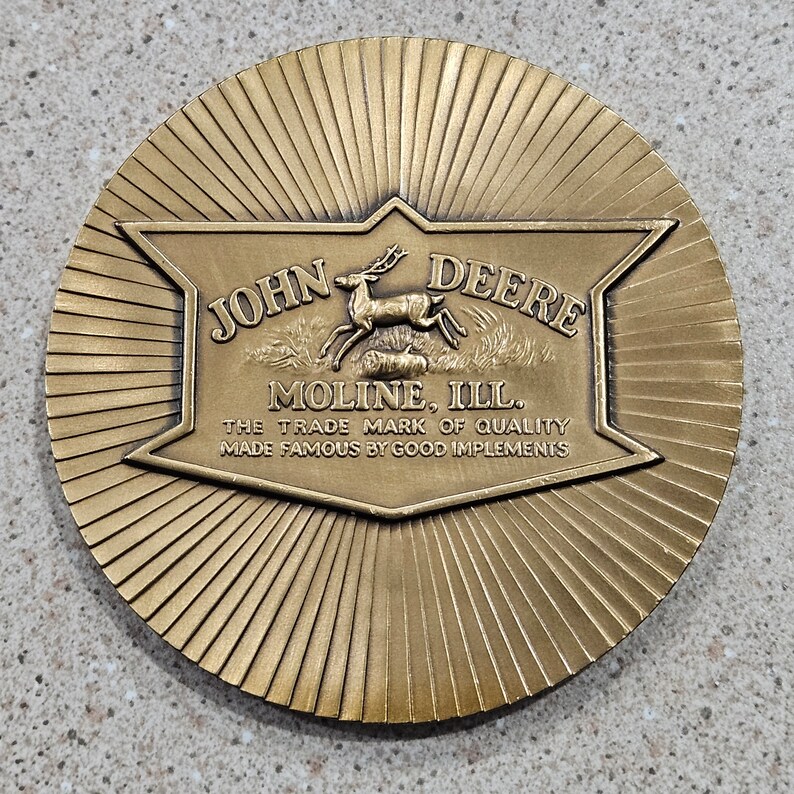 JOHN DEERE
MOLINE, ILL.
THE TRADE MARK OF QUALITY
MADE FAMOUS BY GOOD IMPLEMENTS